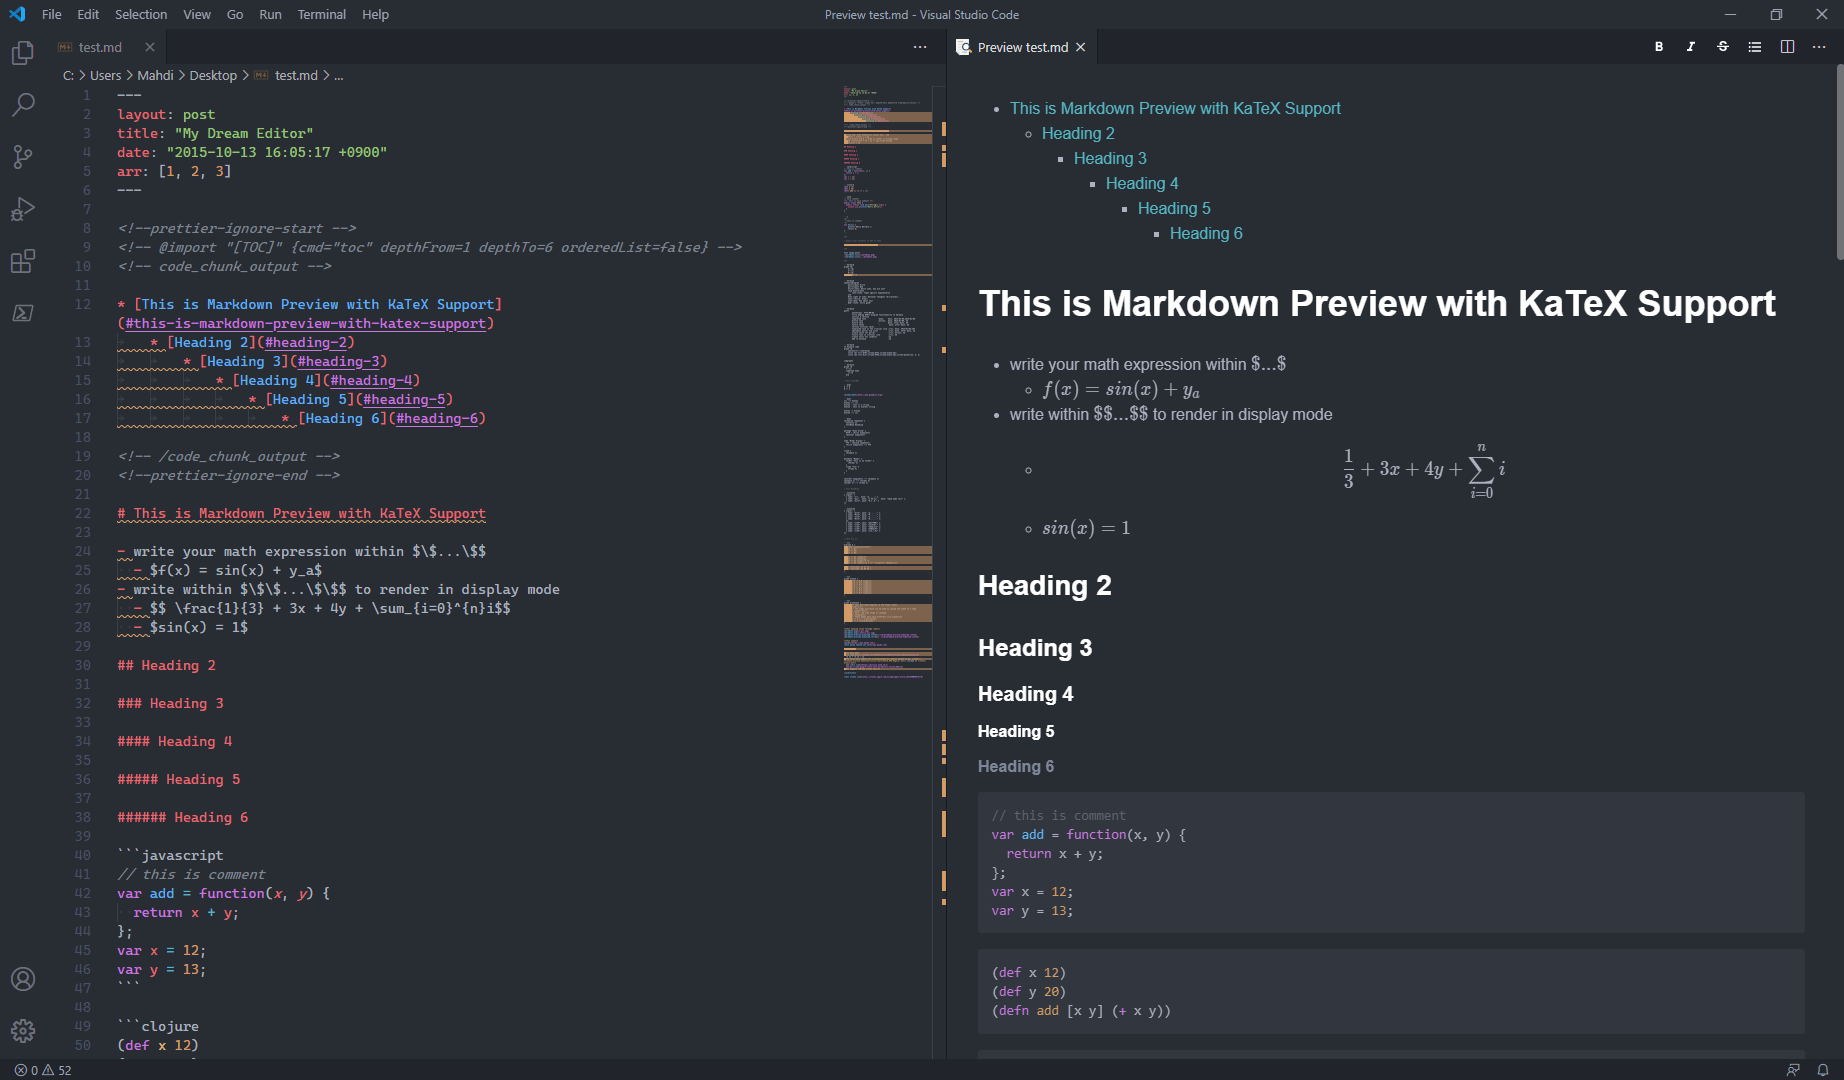 File Edit Selection View Go Run Terminal Help
Preview test.md - Visual Studio Code
test.md
C: > Users > Mahdi > Desktop > test.md > ...
1 ---
2 layout: post
3 title: "My Dream Editor"
4 date: "2015-10-13 16:05:17 +0900"
5 arr: [1, 2, 3]
6 ---
7
8 <!--prettier-ignore-start -->
9 <!-- @import "[TOC]" {cmd="toc" depthFrom=1 depthTo=6 orderedList=false} -->
10 <!-- code_chunk_output -->
11
12 * [This is Markdown Preview with KaTeX Support]
(#this-is-markdown-preview-with-katex-support)
13 * [Heading 2](#heading-2)
14 * [Heading 3](#heading-3)
15 * [Heading 4](#heading-4)
16 * [Heading 5](#heading-5)
17 * [Heading 6](#heading-6)
18
19 <!-- /code_chunk_output -->
20 <!--prettier-ignore-end -->
21
22 # This is Markdown Preview with KaTeX Support
23
24 - write your math expression within $\$...\$$
25 - $f(x) = sin(x) + y_a$
26 - write within $\$\$...\$\$$ to render in display mode
27 - $$ \frac{1}{3} + 3x + 4y + \sum_{i=0}^{n}i$$
28 - $sin(x) = 1$
29
30 ## Heading 2
31
32 ### Heading 3
33
34 #### Heading 4
35
36 ##### Heading 5
37
38 ###### Heading 6
39
40 ```javascript
41 // this is comment
42 var add = function(x, y) {
43 return x + y;
44 };
45 var x = 12;
46 var y = 13;
47 ```
48
49 ```clojure
50 (def x 12)
0 52
Preview test.md
B I S
• This is Markdown Preview with KaTeX Support
◦ Heading 2
▪ Heading 3
▪ Heading 4
▪ Heading 5
▪ Heading 6
This is Markdown Preview with KaTeX Support
• write your math expression within $...$
◦ f(x) = sin(x) + yₐ
• write within $$...$$ to render in display mode
◦ 1/3 + 3x + 4y + ∑_{i=0}^{n} i
◦ sin(x) = 1
Heading 2
Heading 3
Heading 4
Heading 5
Heading 6
// this is comment
var add = function(x, y) {
return x + y;
};
var x = 12;
var y = 13;
(def x 12)
(def y 20)
(defn add [x y] (+ x y))